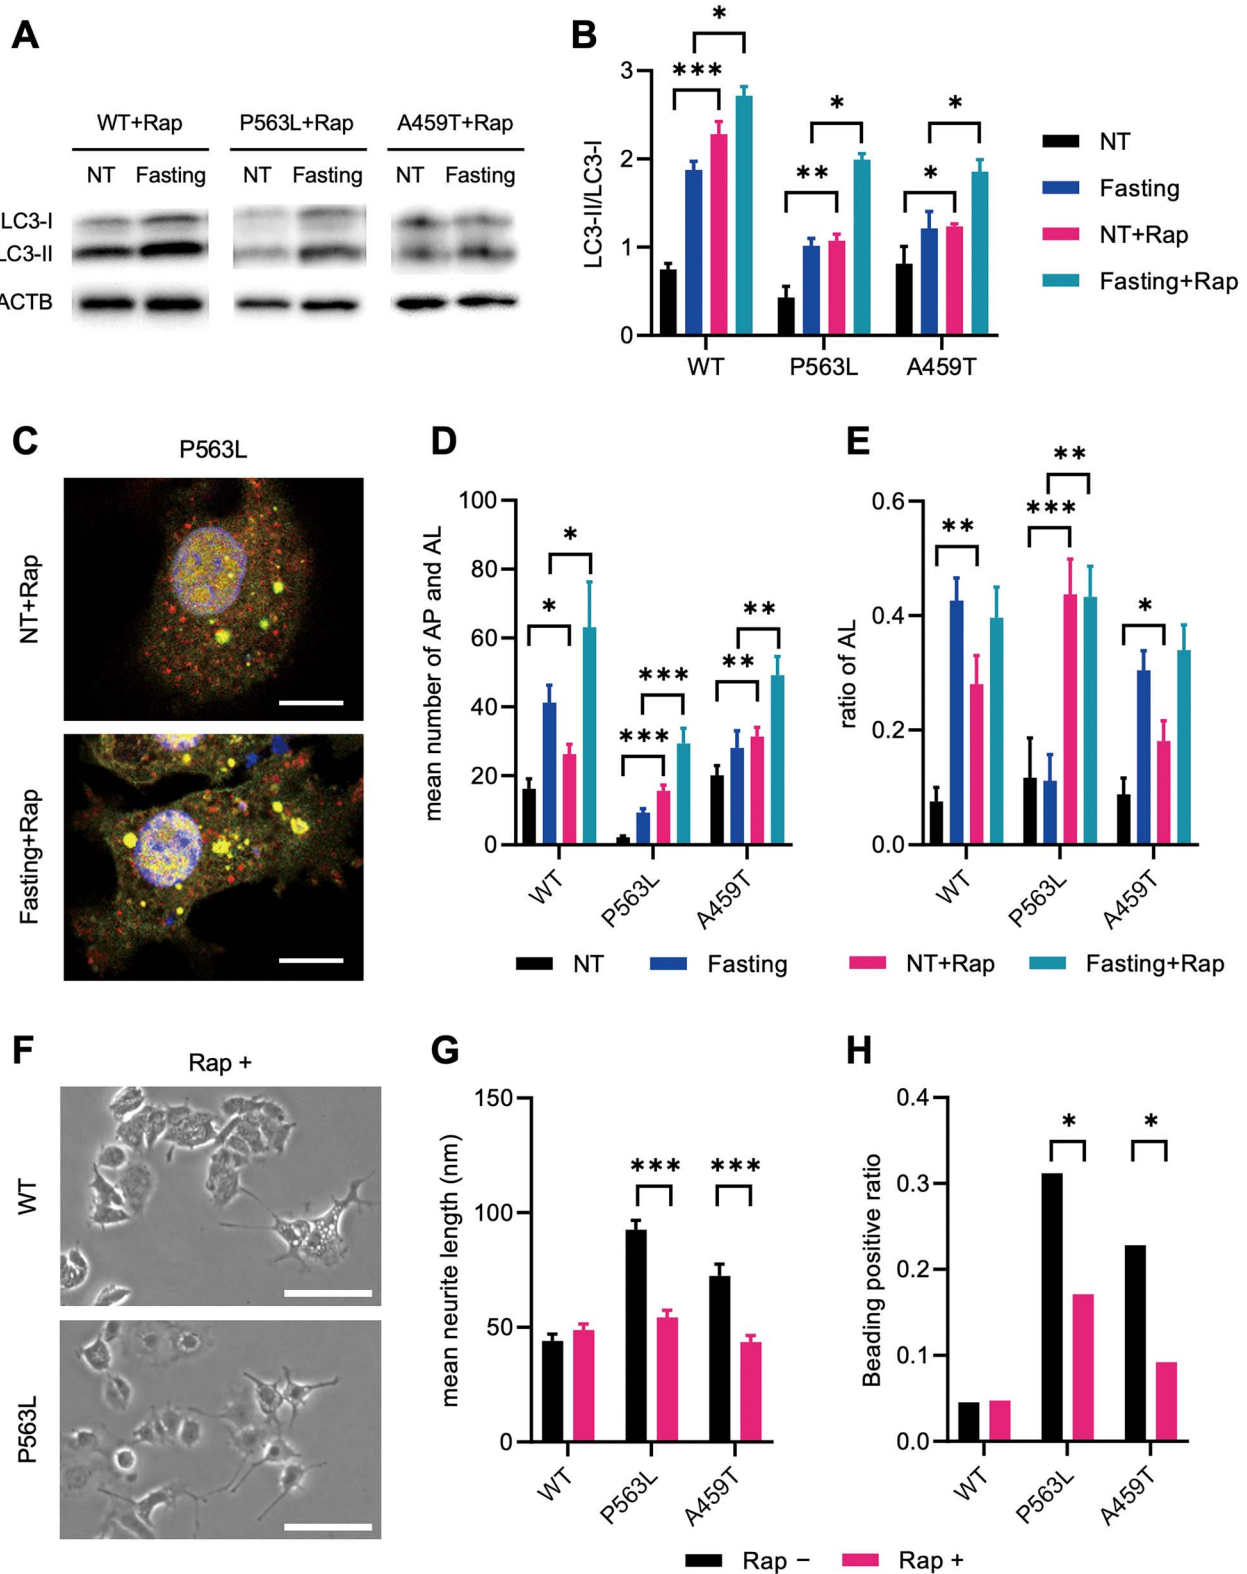 A
WT+Rap P563L+Rap A459T+Rap
NT Fasting NT Fasting NT Fasting
LC3-I
LC3-II
ACTB
B
LC3-II/LC3-I
3
2
1
0
*
***
*
**
*
*
WT P563L A459T
NT
Fasting
NT+Rap
Fasting+Rap
C
P563L
NT+Rap
Fasting+Rap
D
mean number of AP and AL
100
80
60
40
20
0
*
*
***
***
**
**
WT P563L A459T
E
ratio of AL
0.6
0.4
0.2
0.0
**
**
***
*
WT P563L A459T
NT Fasting NT+Rap Fasting+Rap
F
Rap +
WT
P563L
G
mean neurite length (nm)
150
100
50
0
*** ***
WT P563L A459T
H
Beading positive ratio
0.4
0.3
0.2
0.1
0.0
* *
WT P563L A459T
Rap − Rap +